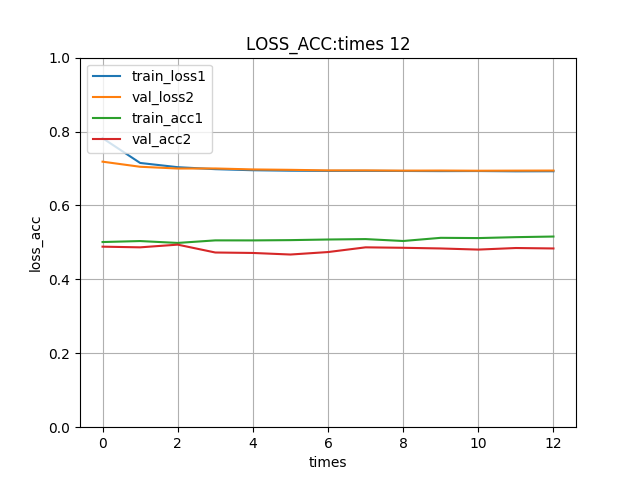 LOSS_ACC:times 12
train_loss1
val_loss2
train_acc1
val_acc2
1.0
0.8
0.6
0.4
0.2
0.0
loss_acc
0 2 4 6 8 10 12
times